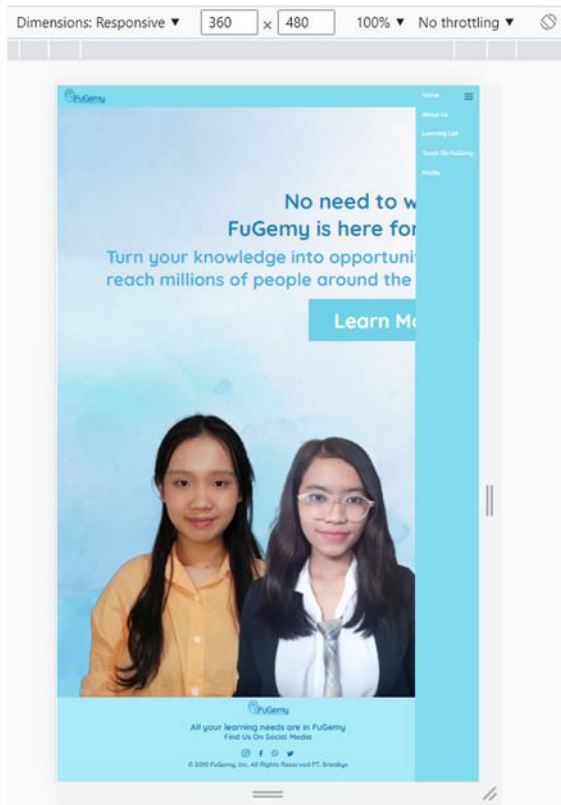 Dimensions: Responsive ▼ 360 × 480 100% ▼ No throttling ▼
FuGemy
Home
About Us
Learning List
Teach On FuGemy
Profile
No need to w
FuGemy is here for
Turn your knowledge into opportuni
reach millions of people around the
Learn Mo
FuGemy
All your learning needs are in FuGemy
Find Us On Social Media
© 2010 FuGemy, Inc. All Rights Reserved PT.